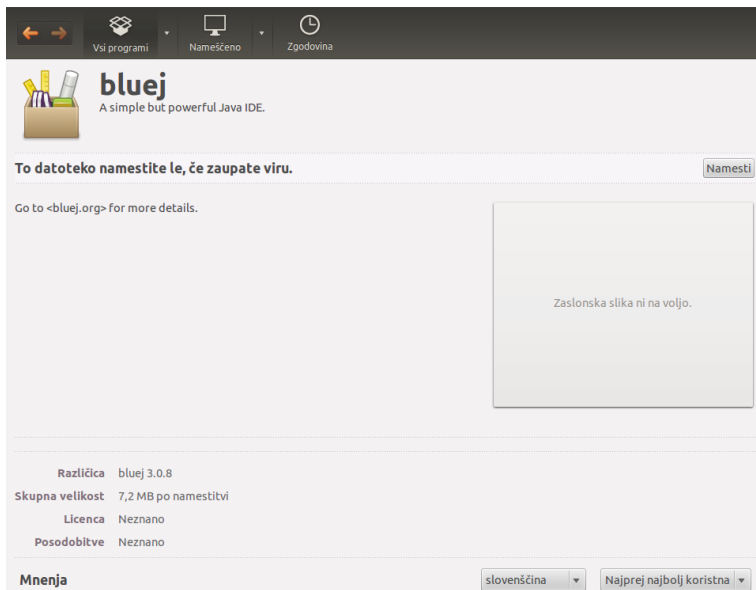 Vsi programi
Nameščeno
Zgodovina
bluej
A simple but powerful Java IDE.
To datoteko namestite le, če zaupate viru.
Namesti
Go to <bluej.org> for more details.
Zaslonska slika ni na voljo.
Različica bluej 3.0.8
Skupna velikost 7,2 MB po namestitvi
Licenca Neznano
Posodobitve Neznano
Mnenja
slovenščina
Najprej najbolj koristna